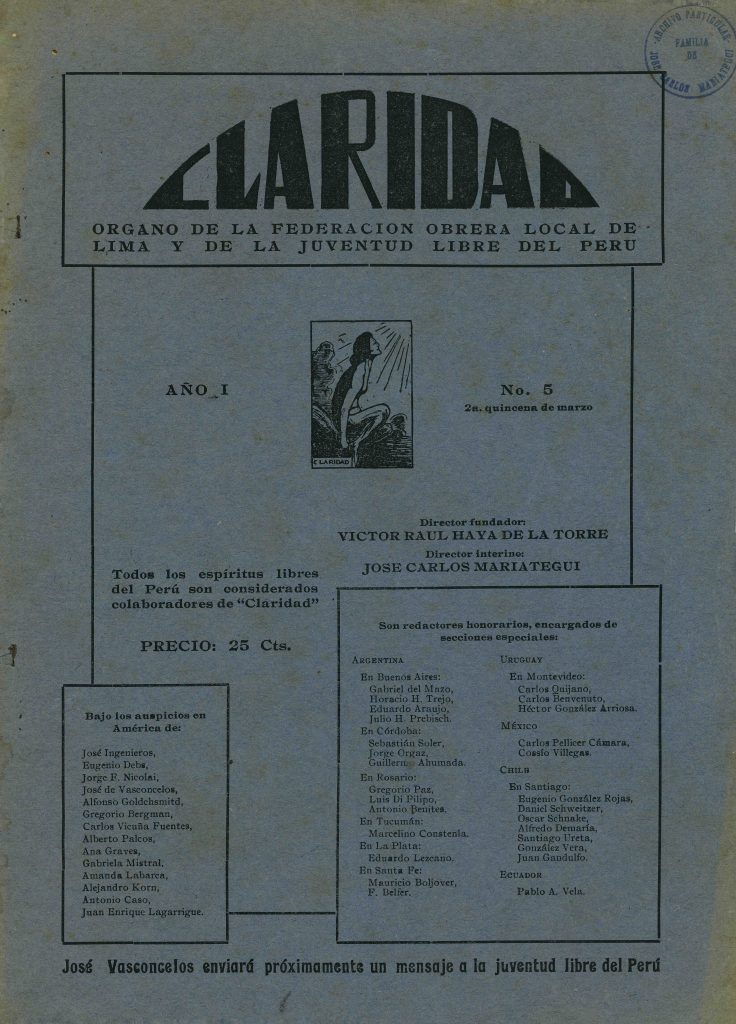 ARCHIVO PARTICULAR
FAMILIA
DE
JOSE CARLOS MARIATEGUI
CLARIDAD
ORGANO DE LA FEDERACION OBRERA LOCAL DE
LIMA Y DE LA JUVENTUD LIBRE DEL PERU
AÑO I
CLARIDAD
No. 5
2a. quincena de marzo
Director fundador:
VICTOR RAUL HAYA DE LA TORRE
Director interino:
JOSE CARLOS MARIATEGUI
Todos los espíritus libres
del Perú son considerados
colaboradores de "Claridad"
PRECIO: 25 Cts.
Bajo los auspicios en
América de:
José Ingenieros,
Eugenio Debs,
Jorge F. Nicolai,
José de Vasconcelos,
Alfonso Goldchsmitd,
Gregorio Bergman,
Carlos Vicuña Fuentes,
Alberto Palcos,
Ana Graves,
Gabriela Mistral,
Amanda Labarca,
Alejandro Korn,
Antonio Caso,
Juan Enrique Lagarrigue.
Son redactores honorarios, encargados de
secciones especiales:
ARGENTINA
En Buenos Aires:
Gabriel del Mazo,
Horacio H. Trejo,
Eduardo Araujo,
Julio H. Prebisch.
En Córdoba:
Sebastián Soler,
Jorge Orgaz,
Guillermo Ahumada.
En Rosario:
Gregorio Paz,
Luis Di Filipo,
Antonio Benites.
En Tucumán:
Marcelino Constenla.
En La Plata:
Eduardo Lezcano.
En Santa Fe:
Mauricio Boljover,
F. Belfer.
URUGUAY
En Montevideo:
Carlos Quijano,
Carlos Benvenuto,
Héctor González Arriosa.
MÉXICO
Carlos Pellicer Cámara,
Cossío Villegas.
CHILE
En Santiago:
Eugenio González Rojas,
Daniel Schweitzer,
Oscar Schnake,
Alfredo Demaría,
Santiago Ureta,
González Vera,
Juan Gandulfo.
ECUADOR
Pablo A. Vela.
José Vasconcelos enviará próximamente un mensaje a la juventud libre del Perú